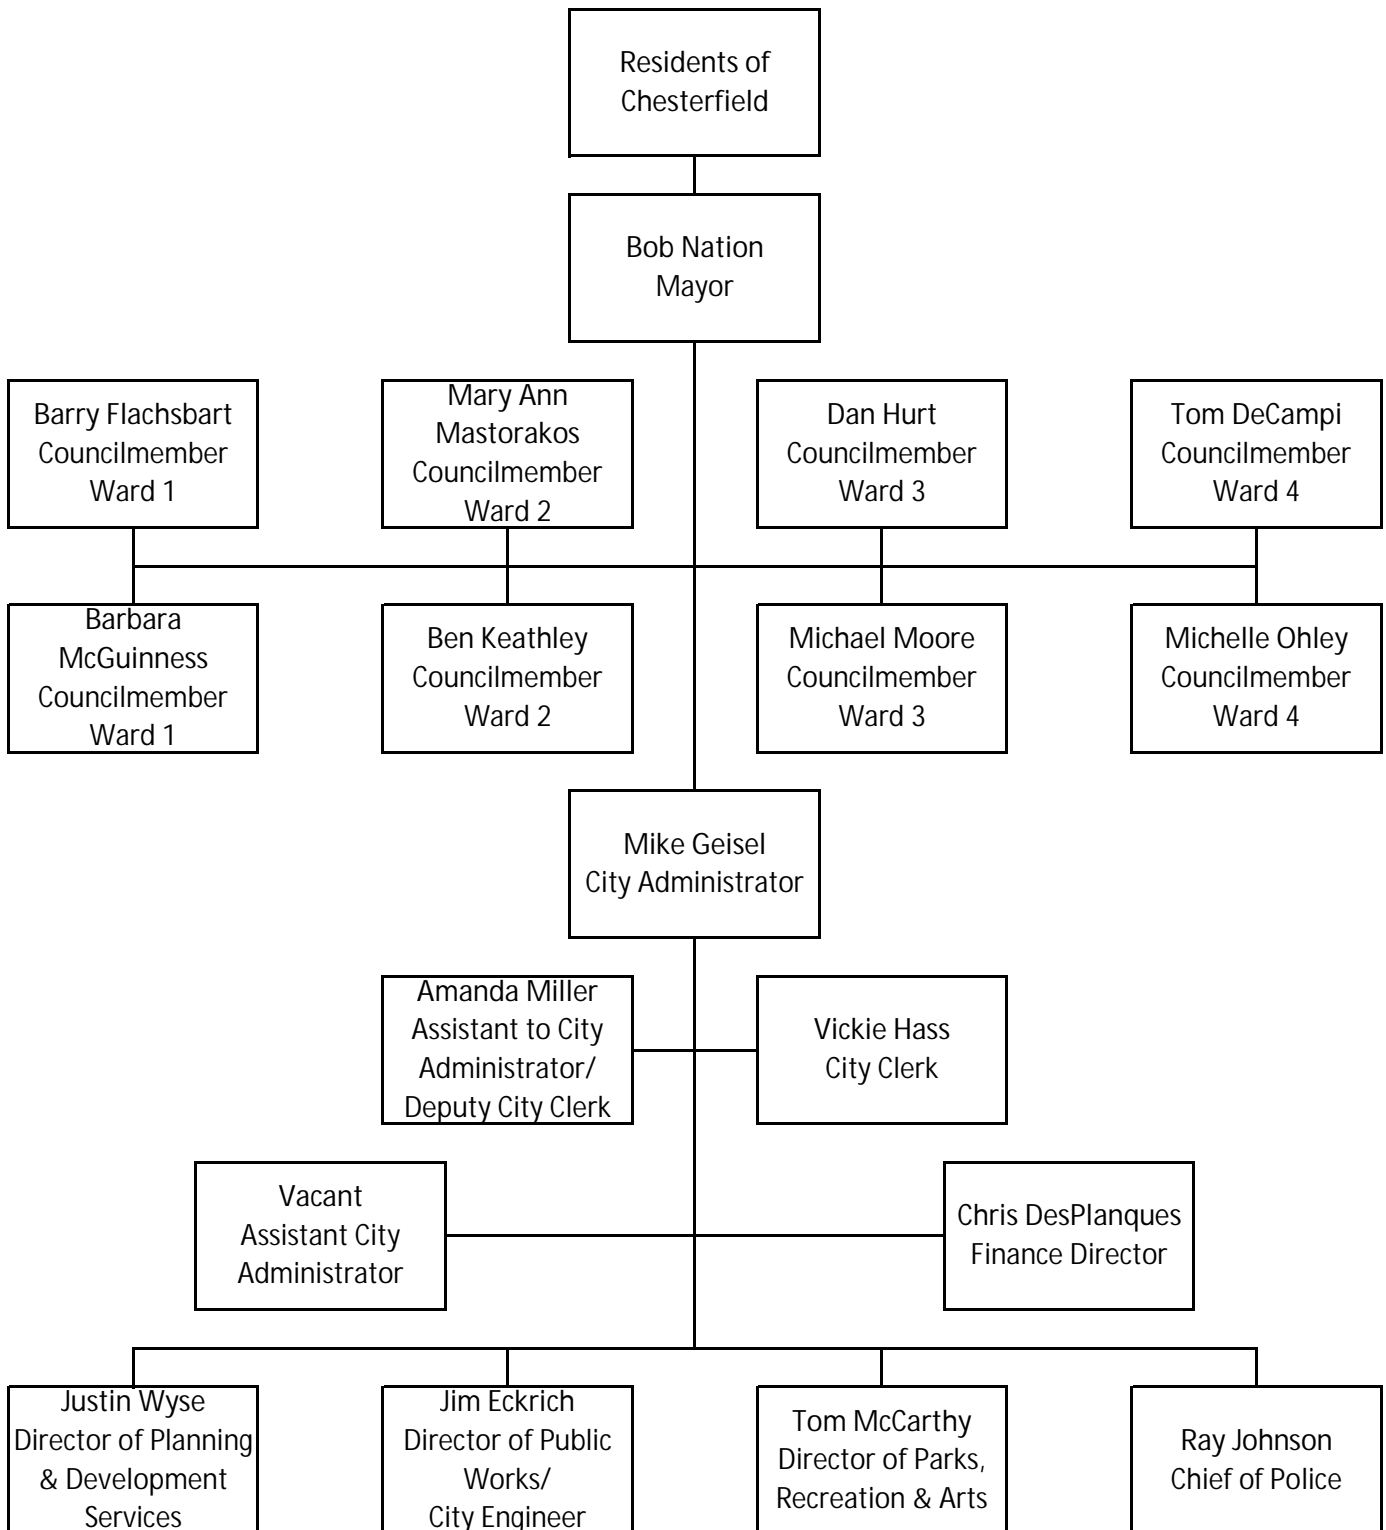 Residents of
Chesterfield
Bob Nation
Mayor
Barry Flachsbart
Councilmember
Ward 1
Mary Ann
Mastorakos
Councilmember
Ward 2
Dan Hurt
Councilmember
Ward 3
Tom DeCampi
Councilmember
Ward 4
Barbara
McGuinness
Councilmember
Ward 1
Ben Keathley
Councilmember
Ward 2
Michael Moore
Councilmember
Ward 3
Michelle Ohley
Councilmember
Ward 4
Mike Geisel
City Administrator
Amanda Miller
Assistant to City
Administrator/
Deputy City Clerk
Vickie Hass
City Clerk
Vacant
Assistant City
Administrator
Chris DesPlanques
Finance Director
Justin Wyse
Director of Planning
& Development
Services
Jim Eckrich
Director of Public
Works/
City Engineer
Tom McCarthy
Director of Parks,
Recreation & Arts
Ray Johnson
Chief of Police